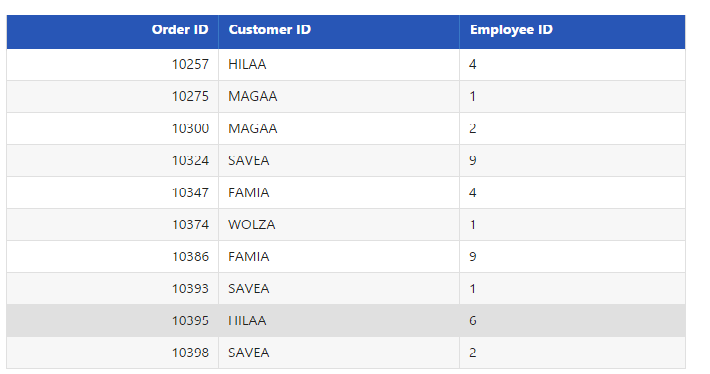 Order ID Customer ID Employee ID
10257 HILAA 4
10275 MAGAA 1
10300 MAGAA 2
10324 SAVEA 9
10347 FAMIA 4
10374 WOLZA 1
10386 FAMIA 9
10393 SAVEA 1
10395 HILAA 6
10398 SAVEA 2